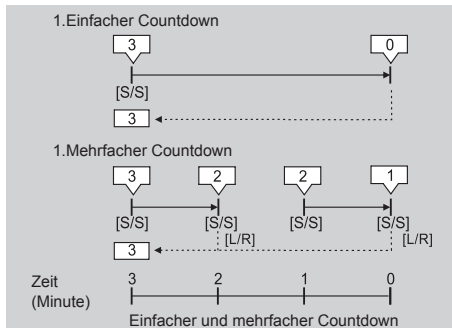 1.Einfacher Countdown
3 0
[S/S]
3
1.Mehrfacher Countdown
3 2 2 1
[S/S] [S/S] [S/S] [S/S]
[L/R] [L/R]
3
Zeit (Minute) 3 2 1 0
Einfacher und mehrfacher Countdown